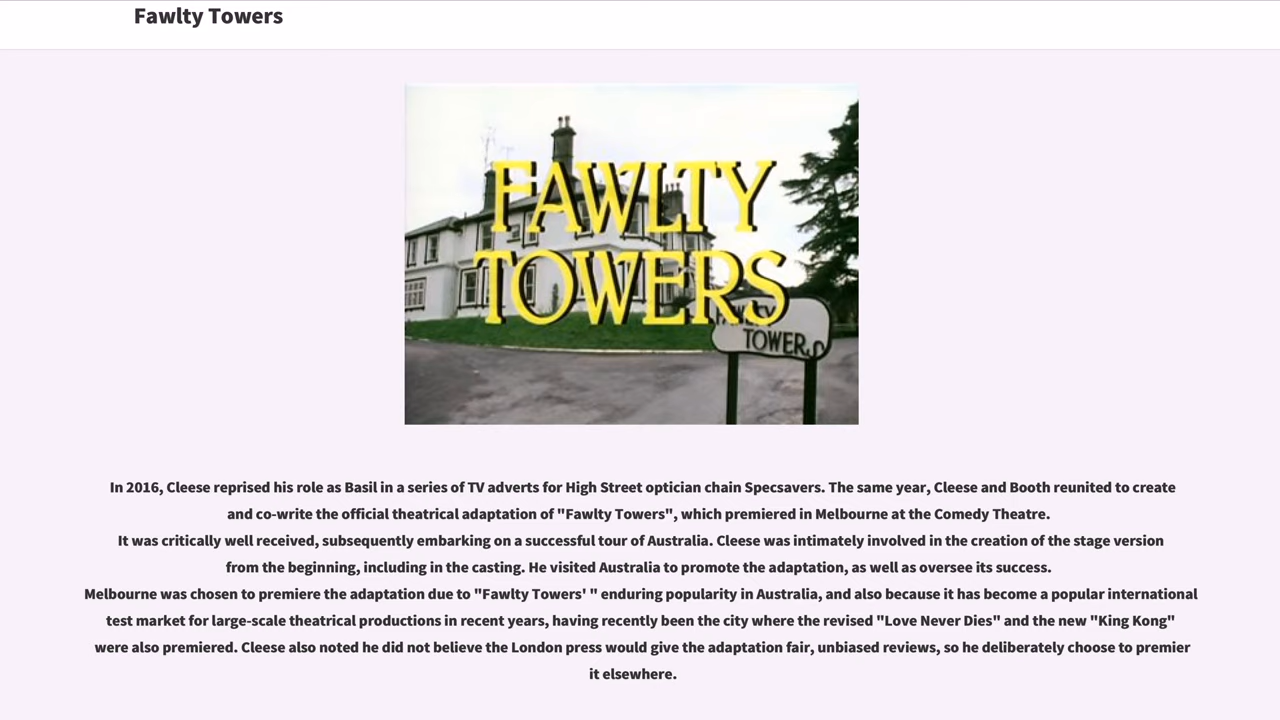 Fawlty Towers
FAWLTY
TOWERS
TOWERS
In 2016, Cleese reprised his role as Basil in a series of TV adverts for High Street optician chain Specsavers. The same year, Cleese and Booth reunited to create
and co-write the official theatrical adaptation of "Fawlty Towers", which premiered in Melbourne at the Comedy Theatre.
It was critically well received, subsequently embarking on a successful tour of Australia. Cleese was intimately involved in the creation of the stage version
from the beginning, including in the casting. He visited Australia to promote the adaptation, as well as oversee its success.
Melbourne was chosen to premiere the adaptation due to "Fawlty Towers' " enduring popularity in Australia, and also because it has become a popular international
test market for large-scale theatrical productions in recent years, having recently been the city where the revised "Love Never Dies" and the new "King Kong"
were also premiered. Cleese also noted he did not believe the London press would give the adaptation fair, unbiased reviews, so he deliberately choose to premier
it elsewhere.